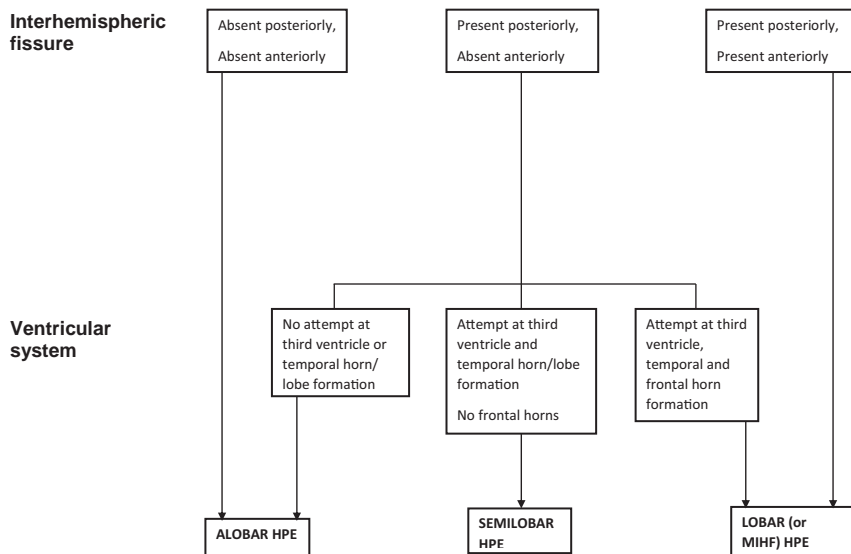 Interhemispheric
fissure
Absent posteriorly,
Absent anteriorly
Present posteriorly,
Absent anteriorly
Present posteriorly,
Present anteriorly
Ventricular
system
No attempt at
third ventricle or
temporal horn/
lobe formation
Attempt at third
ventricle and
temporal horn/lobe
formation
No frontal horns
Attempt at third
ventricle,
temporal and
frontal horn
formation
ALOBAR HPE
SEMILOBAR
HPE
LOBAR (or
MIHF) HPE